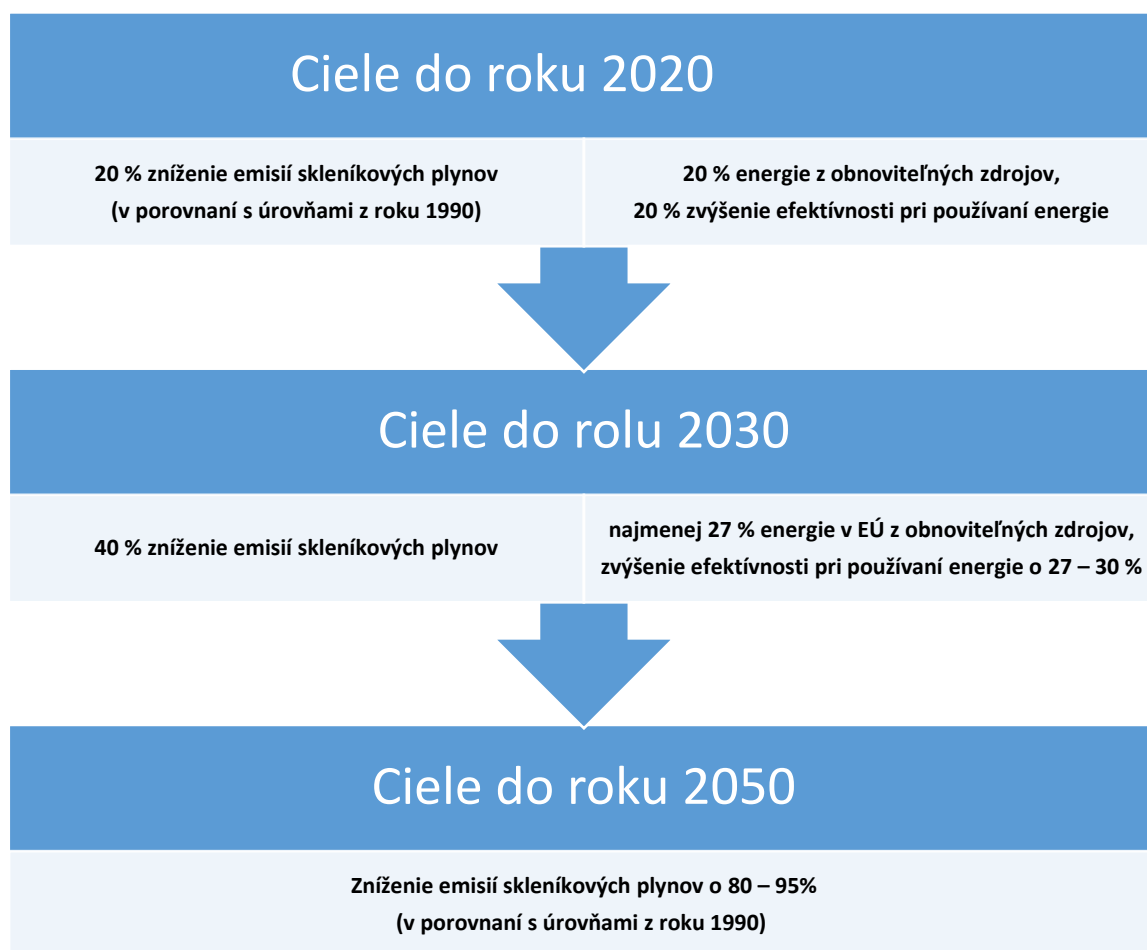 Ciele do roku 2020
20 % zníženie emisií skleníkových plynov
(v porovnaní s úrovňami z roku 1990)
20 % energie z obnoviteľných zdrojov,
20 % zvýšenie efektívnosti pri používaní energie
Ciele do rolu 2030
40 % zníženie emisií skleníkových plynov
najmenej 27 % energie v EÚ z obnoviteľných zdrojov,
zvýšenie efektívnosti pri používaní energie o 27 – 30 %
Ciele do roku 2050
Zníženie emisií skleníkových plynov o 80 – 95%
(v porovnaní s úrovňami z roku 1990)